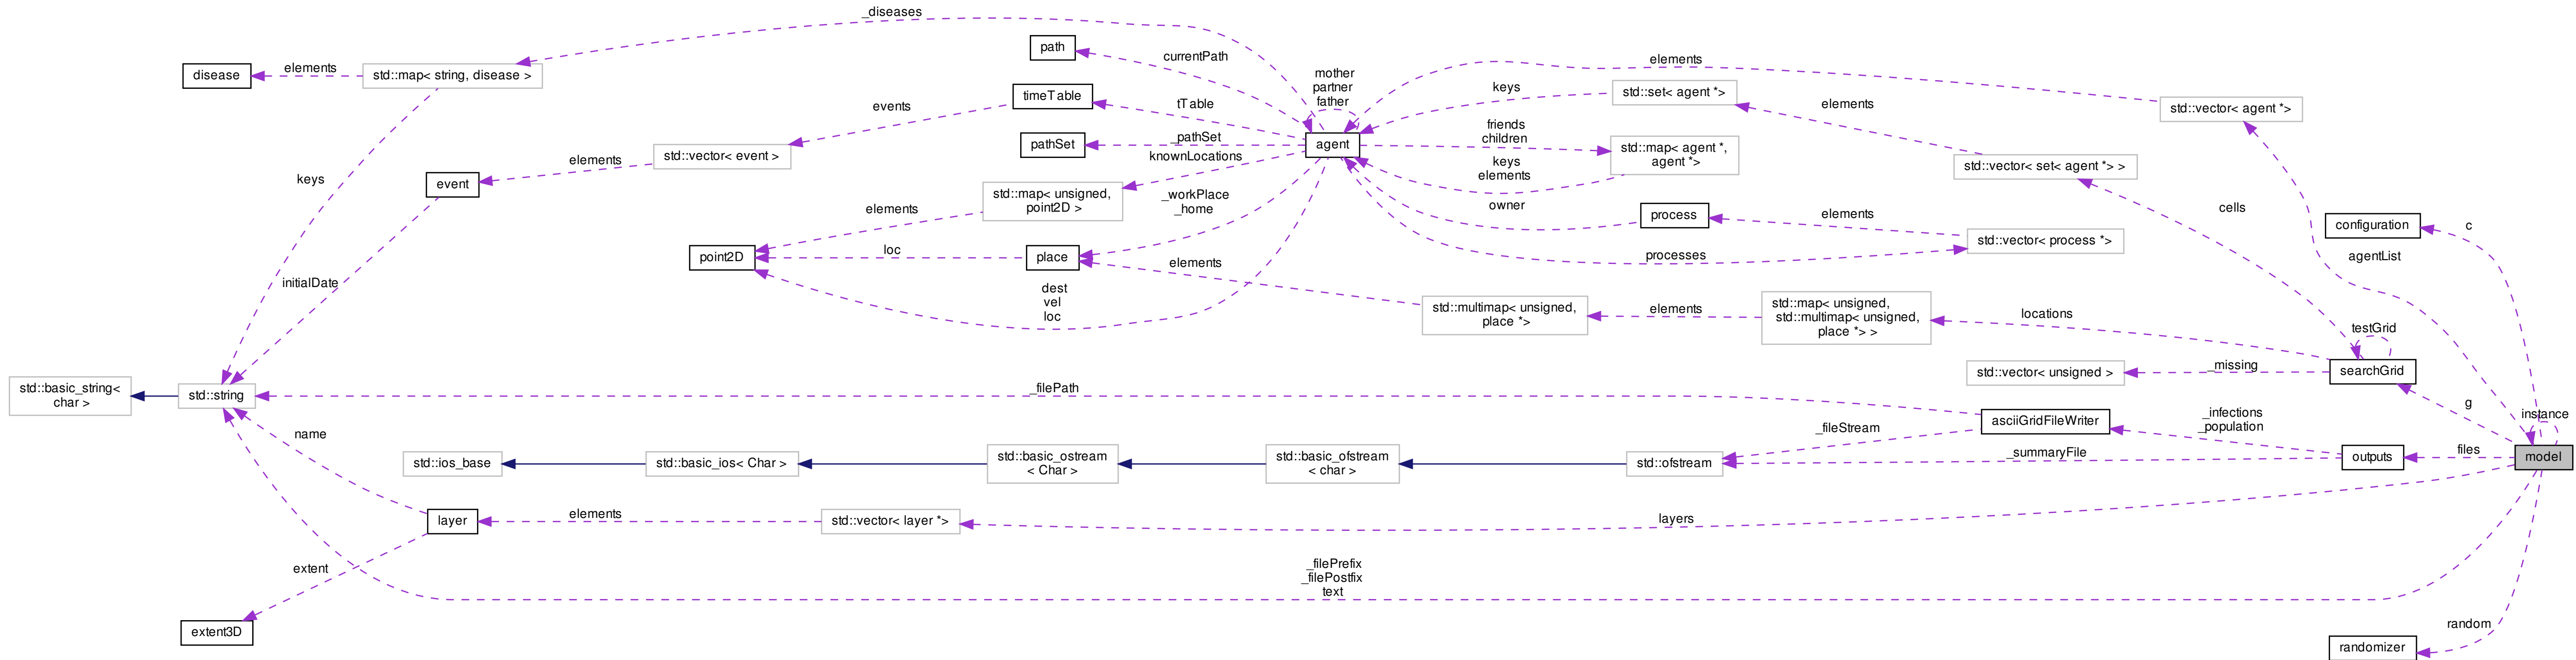 _diseases
path
elements
currentPath
disease
elements
std::map< string, disease >
mother
partner
father
keys
std::set< agent *>
timeTable
tTable
events
elements
std::vector< agent *>
friends
children
_pathSet
pathSet
agent
std::map< agent *,
agent *>
std::vector< event >
knownLocations
elements
keys
elements
std::vector< set< agent *> >
keys
event
std::map< unsigned,
point2D >
_workPlace
_home
elements
owner
process
elements
cells
configuration
c
std::vector< process *>
loc
point2D
place
processes
agentList
elements
initialDate
dest
vel
loc
std::multimap< unsigned,
place *>
elements
std::map< unsigned,
std::multimap< unsigned,
place *> >
locations
testGrid
std::vector< unsigned >
_missing
searchGrid
std::basic_string<
char >
std::string
_filePath
g
instance
asciiGridFileWriter
_infections
_population
_fileStream
name
std::ios_base
std::basic_ios< Char >
std::basic_ostream
< Char >
std::basic_ofstream
< char >
std::ofstream
_summaryFile
outputs
files
model
layer
elements
std::vector< layer *>
layers
extent
_filePrefix
_filePostfix
text
extent3D
random
randomizer